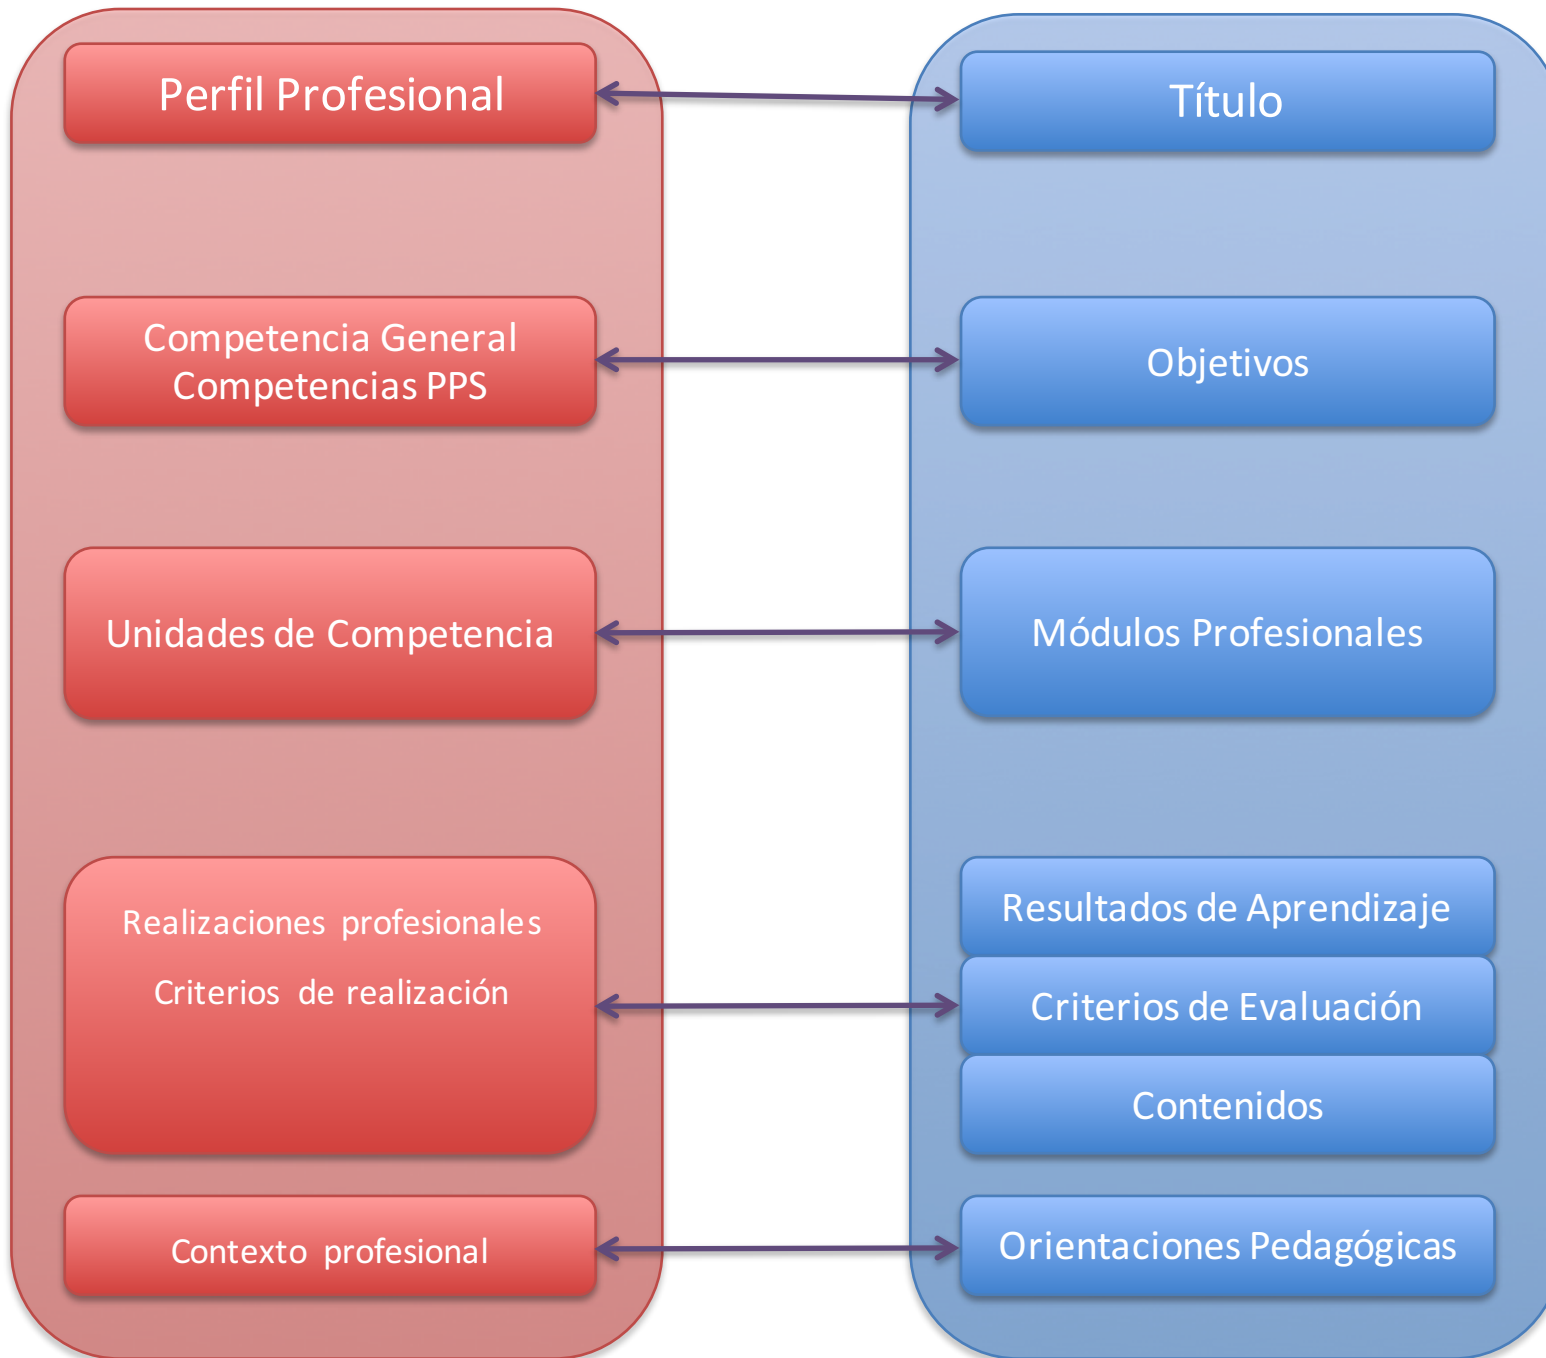 Perfil Profesional
Título
Competencia General
Competencias PPS
Objetivos
Unidades de Competencia
Módulos Profesionales
Realizaciones profesionales
Criterios de realización
Resultados de Aprendizaje
Criterios de Evaluación
Contenidos
Contexto profesional
Orientaciones Pedagógicas